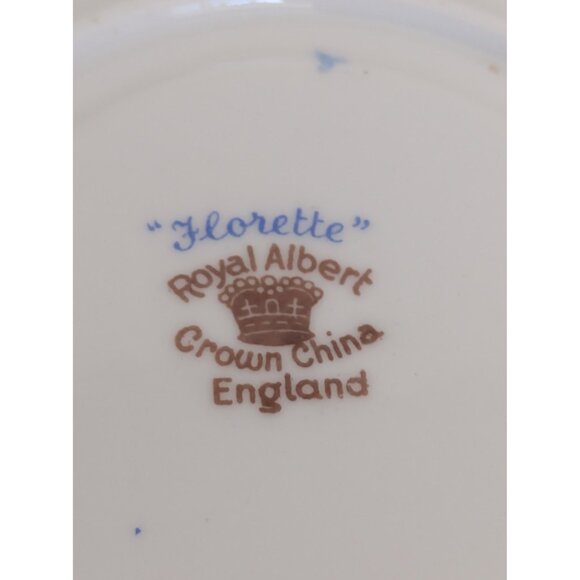 "Florette"
Royal Albert
Crown China
England